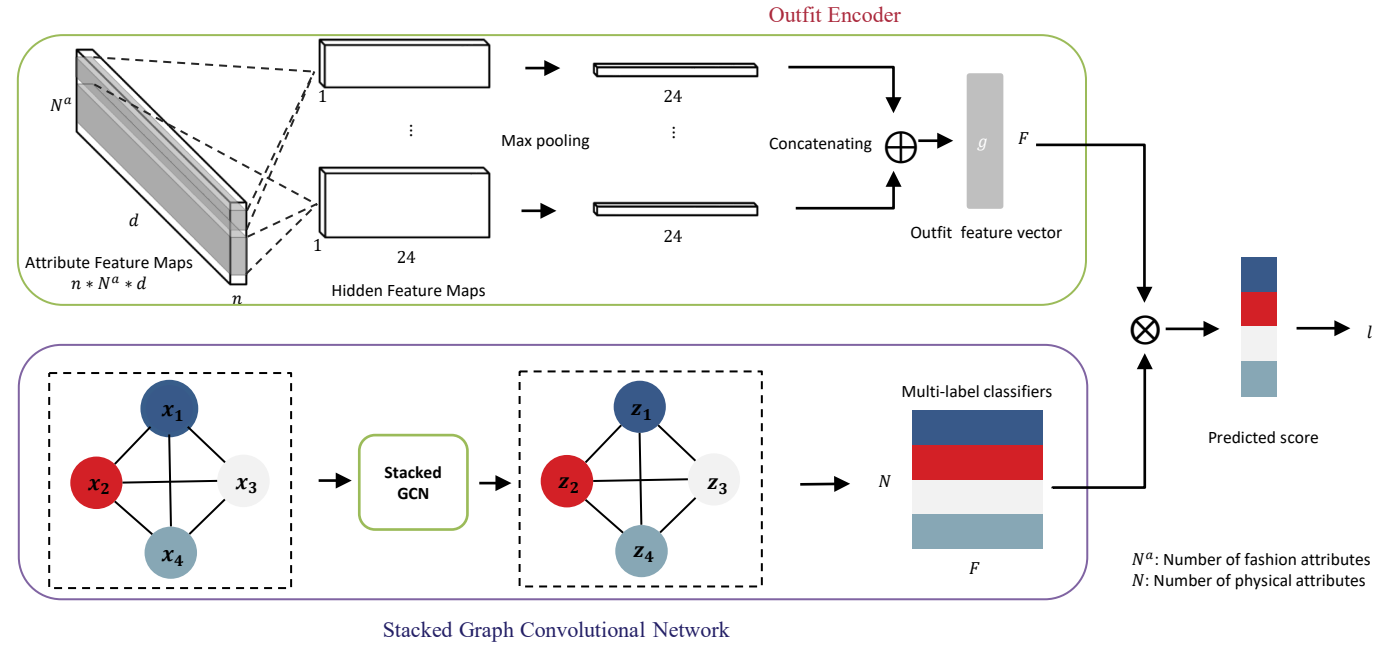 Outfit Encoder
N^a
d
n
Attribute Feature Maps
n * N^a * d
1
⋮
1
24
Hidden Feature Maps
Max pooling
24
⋮
24
Concatenating
g
F
Outfit feature vector
x₁
x₂
x₃
x₄
Stacked
GCN
z₁
z₂
z₃
z₄
Multi-label classifiers
N
F
Predicted score
l
N^a: Number of fashion attributes
N: Number of physical attributes
Stacked Graph Convolutional Network